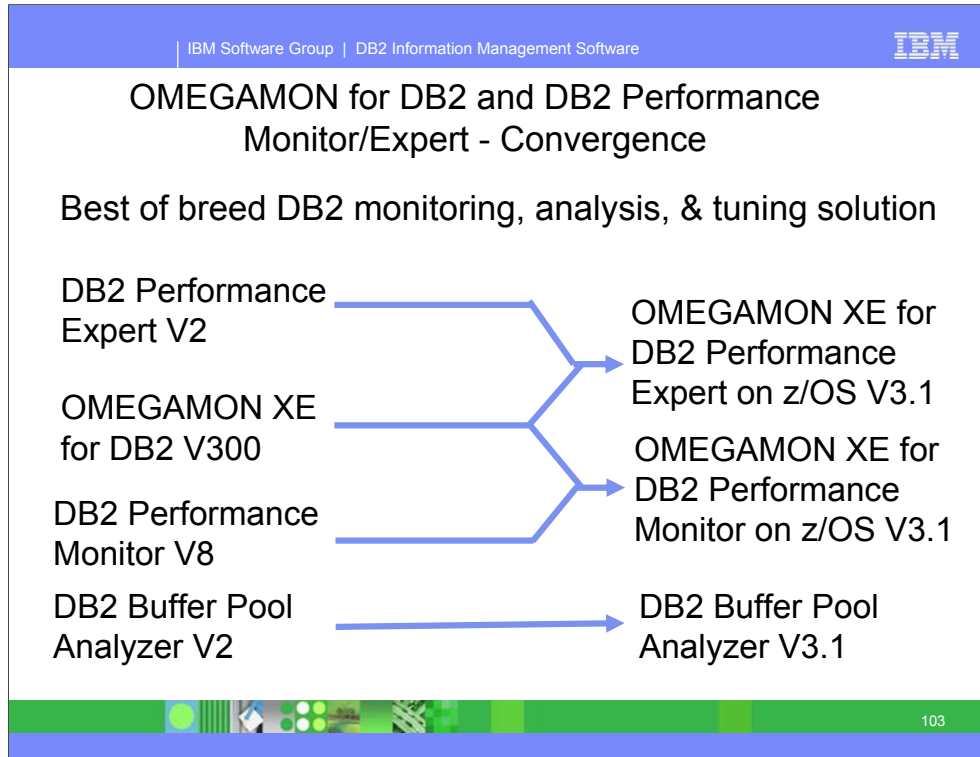 IBM Software Group | DB2 Information Management Software
IBM
OMEGAMON for DB2 and DB2 Performance
Monitor/Expert - Convergence
Best of breed DB2 monitoring, analysis, & tuning solution
DB2 Performance
Expert V2
OMEGAMON XE
for DB2 V300
DB2 Performance
Monitor V8
DB2 Buffer Pool
Analyzer V2
OMEGAMON XE for
DB2 Performance
Expert on z/OS V3.1
OMEGAMON XE for
DB2 Performance
Monitor on z/OS V3.1
DB2 Buffer Pool
Analyzer V3.1
103